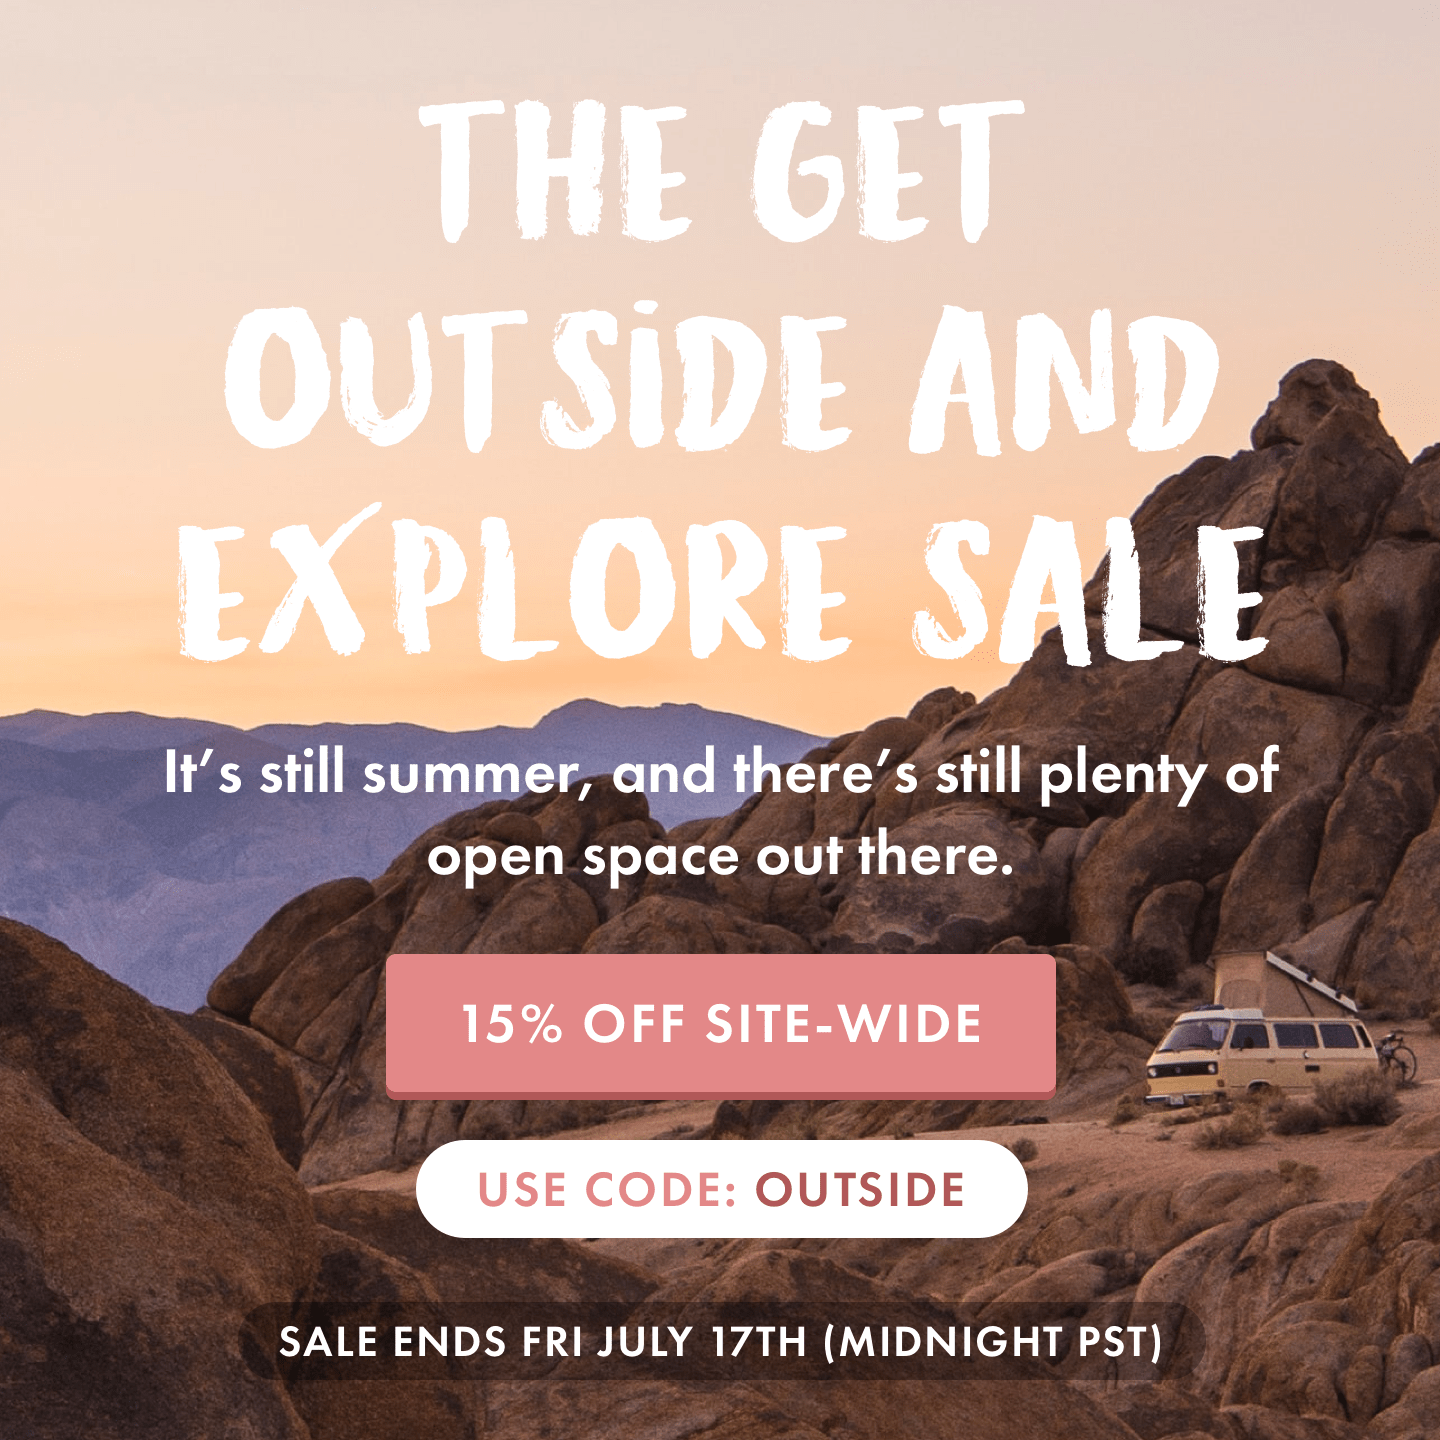 THE GET
OUTSIDE AND
EXPLORE SALE
It’s still summer, and there’s still plenty of
open space out there.
15% OFF SITE-WIDE
USE CODE: OUTSIDE
SALE ENDS FRI JULY 17TH (MIDNIGHT PST)